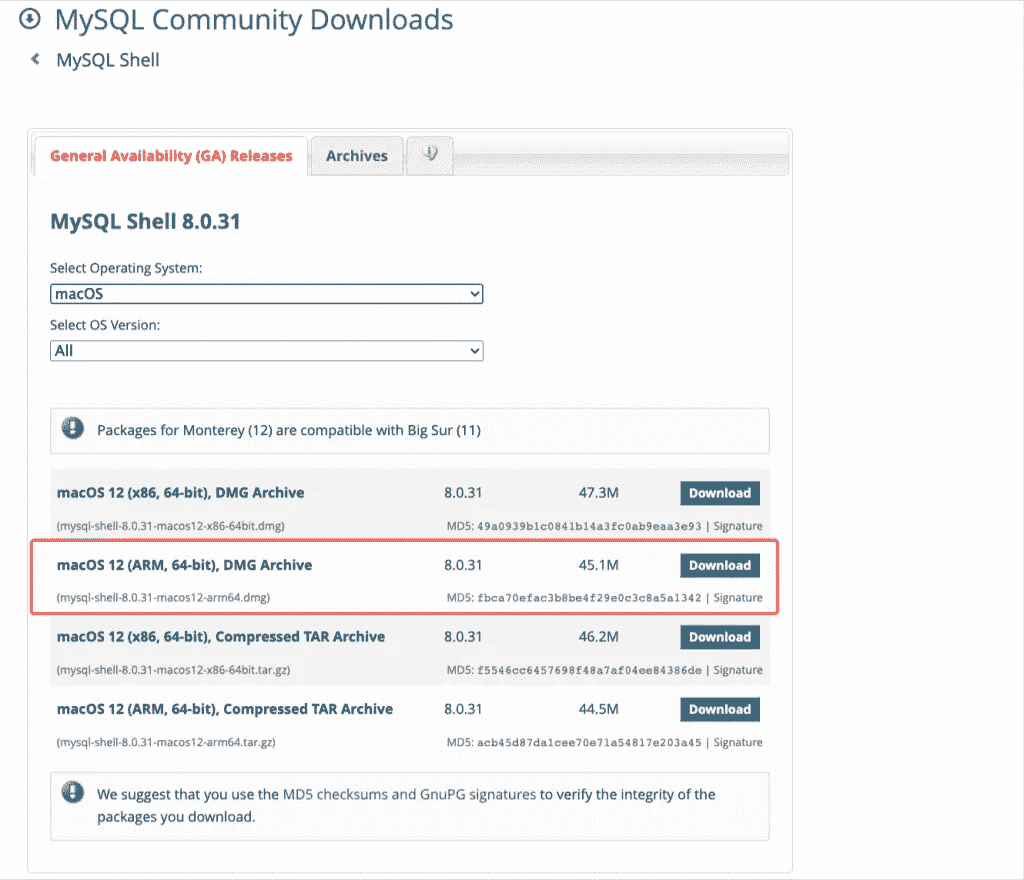 MySQL Community Downloads
MySQL Shell
General Availability (GA) Releases
Archives
MySQL Shell 8.0.31
Select Operating System:
macOS
Select OS Version:
All
Packages for Monterey (12) are compatible with Big Sur (11)
macOS 12 (x86, 64-bit), DMG Archive 8.0.31 47.3M Download
(mysql-shell-8.0.31-macos12-x86-64bit.dmg) MD5: 49a0939b1c0841b14a3fc0ab9eaa3e93 | Signature
macOS 12 (ARM, 64-bit), DMG Archive 8.0.31 45.1M Download
(mysql-shell-8.0.31-macos12-arm64.dmg) MD5: fbca70efac3b8be4f29e0c3c8a5a1342 | Signature
macOS 12 (x86, 64-bit), Compressed TAR Archive 8.0.31 46.2M Download
(mysql-shell-8.0.31-macos12-x86-64bit.tar.gz) MD5: f5546cc6457698f48a7af04ee84386de | Signature
macOS 12 (ARM, 64-bit), Compressed TAR Archive 8.0.31 44.5M Download
(mysql-shell-8.0.31-macos12-arm64.tar.gz) MD5: acb45d87da1cee70e71a54817e203a45 | Signature
We suggest that you use the MD5 checksums and GnuPG signatures to verify the integrity of the
packages you download.